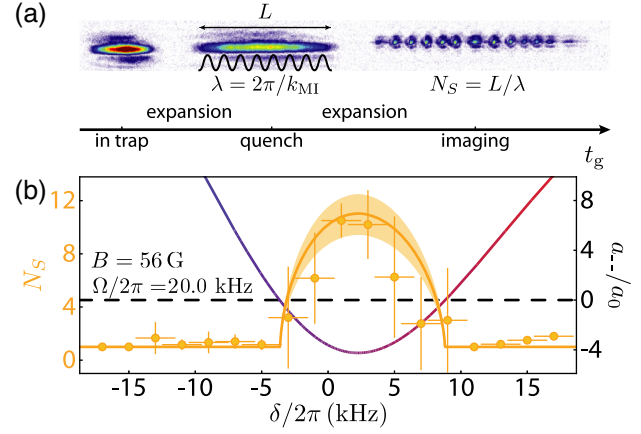 (a)
L
λ = 2π/k_MI
N_S = L/λ
expansion
expansion
in trap
quench
imaging
t_g
(b)
12
8
4
0
N_S
B = 56 G
Ω/2π = 20.0 kHz
8
4
0
-4
a_--/a_0
-15
-10
-5
0
5
10
15
δ/2π (kHz)